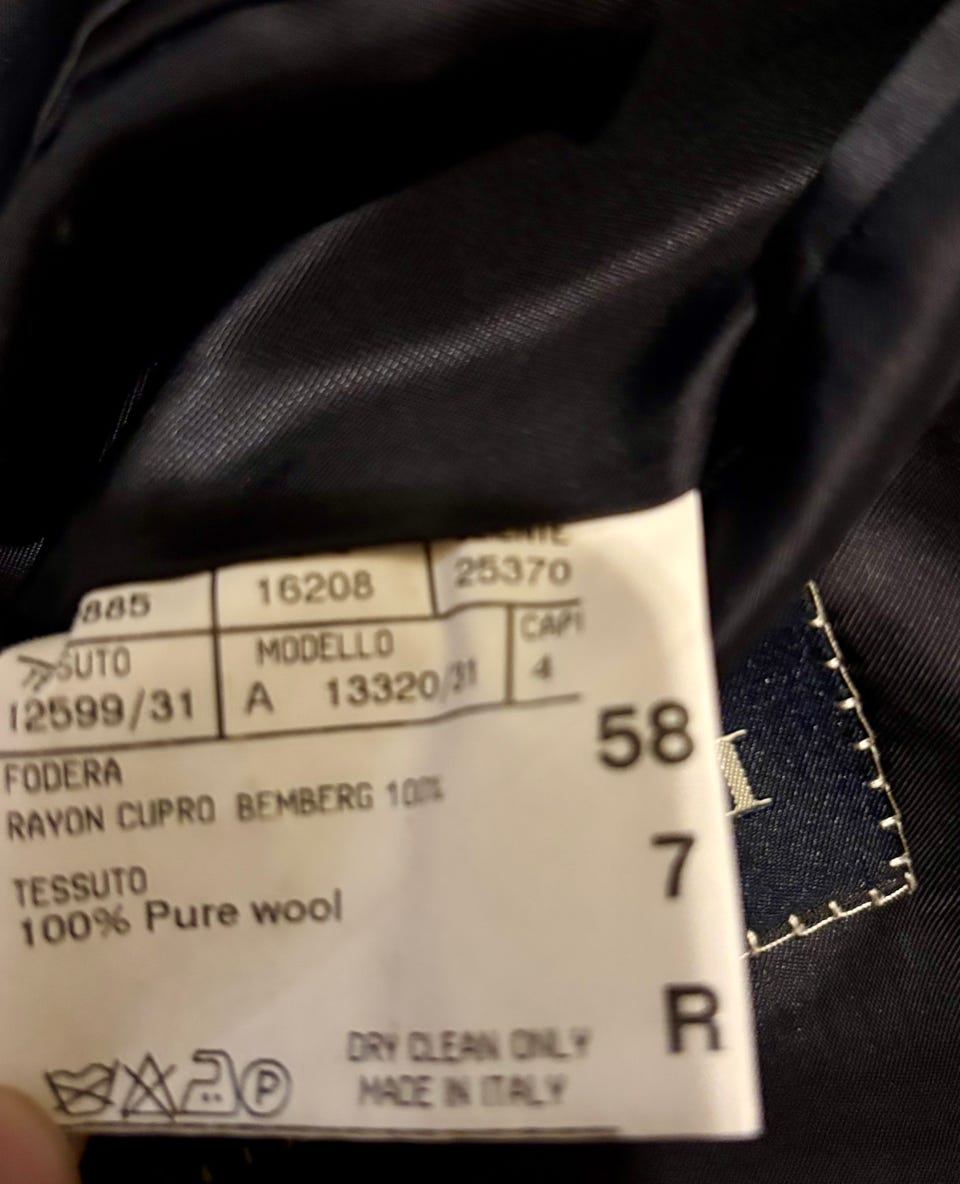 885 16208 25370
SUTO MODELLO CAPI
12599/31 A 13320/31 4
58
FODERA
RAYON CUPRO BEMBERG 100%
7
TESSUTO
100% Pure wool
R
DRY CLEAN ONLY
P MADE IN ITALY
I